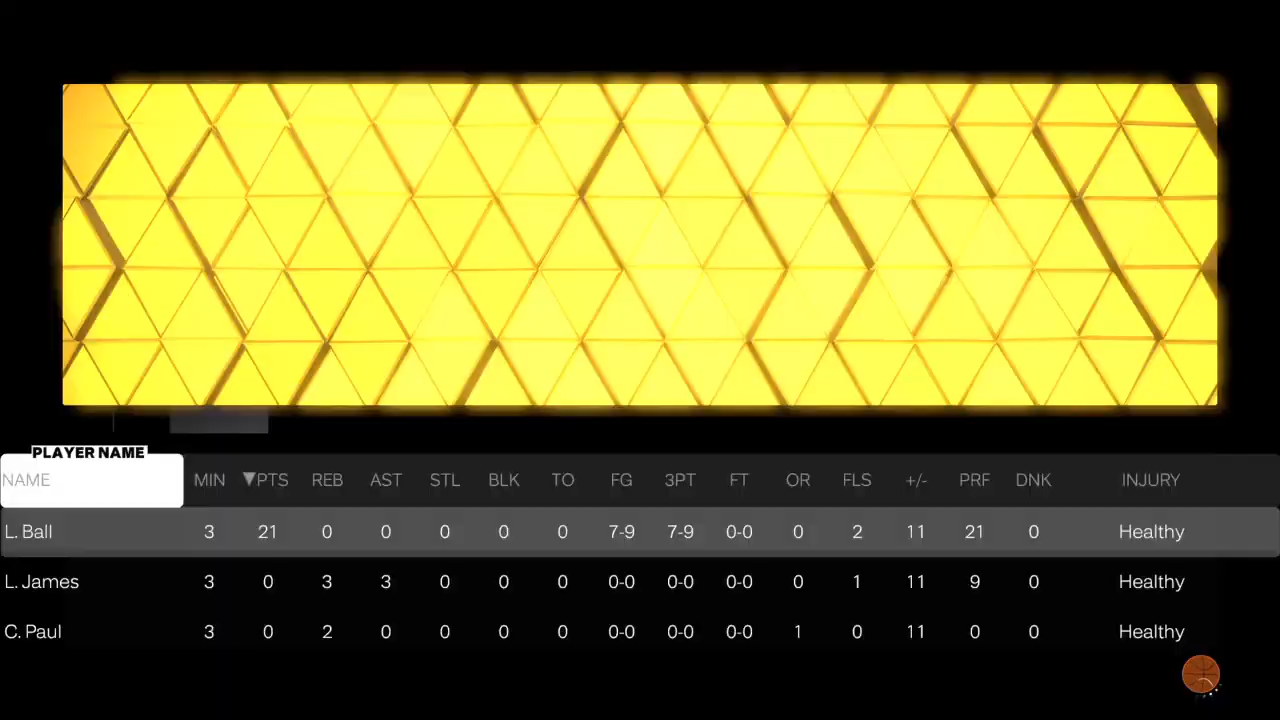 PLAYER NAME
NAME MIN ▼PTS REB AST STL BLK TO FG 3PT FT OR FLS +/- PRF DNK INJURY
L. Ball 3 21 0 0 0 0 0 7-9 7-9 0-0 0 2 11 21 0 Healthy
L. James 3 0 3 3 0 0 0 0-0 0-0 0-0 0 1 11 9 0 Healthy
C. Paul 3 0 2 0 0 0 0 0-0 0-0 0-0 1 0 11 0 0 Healthy